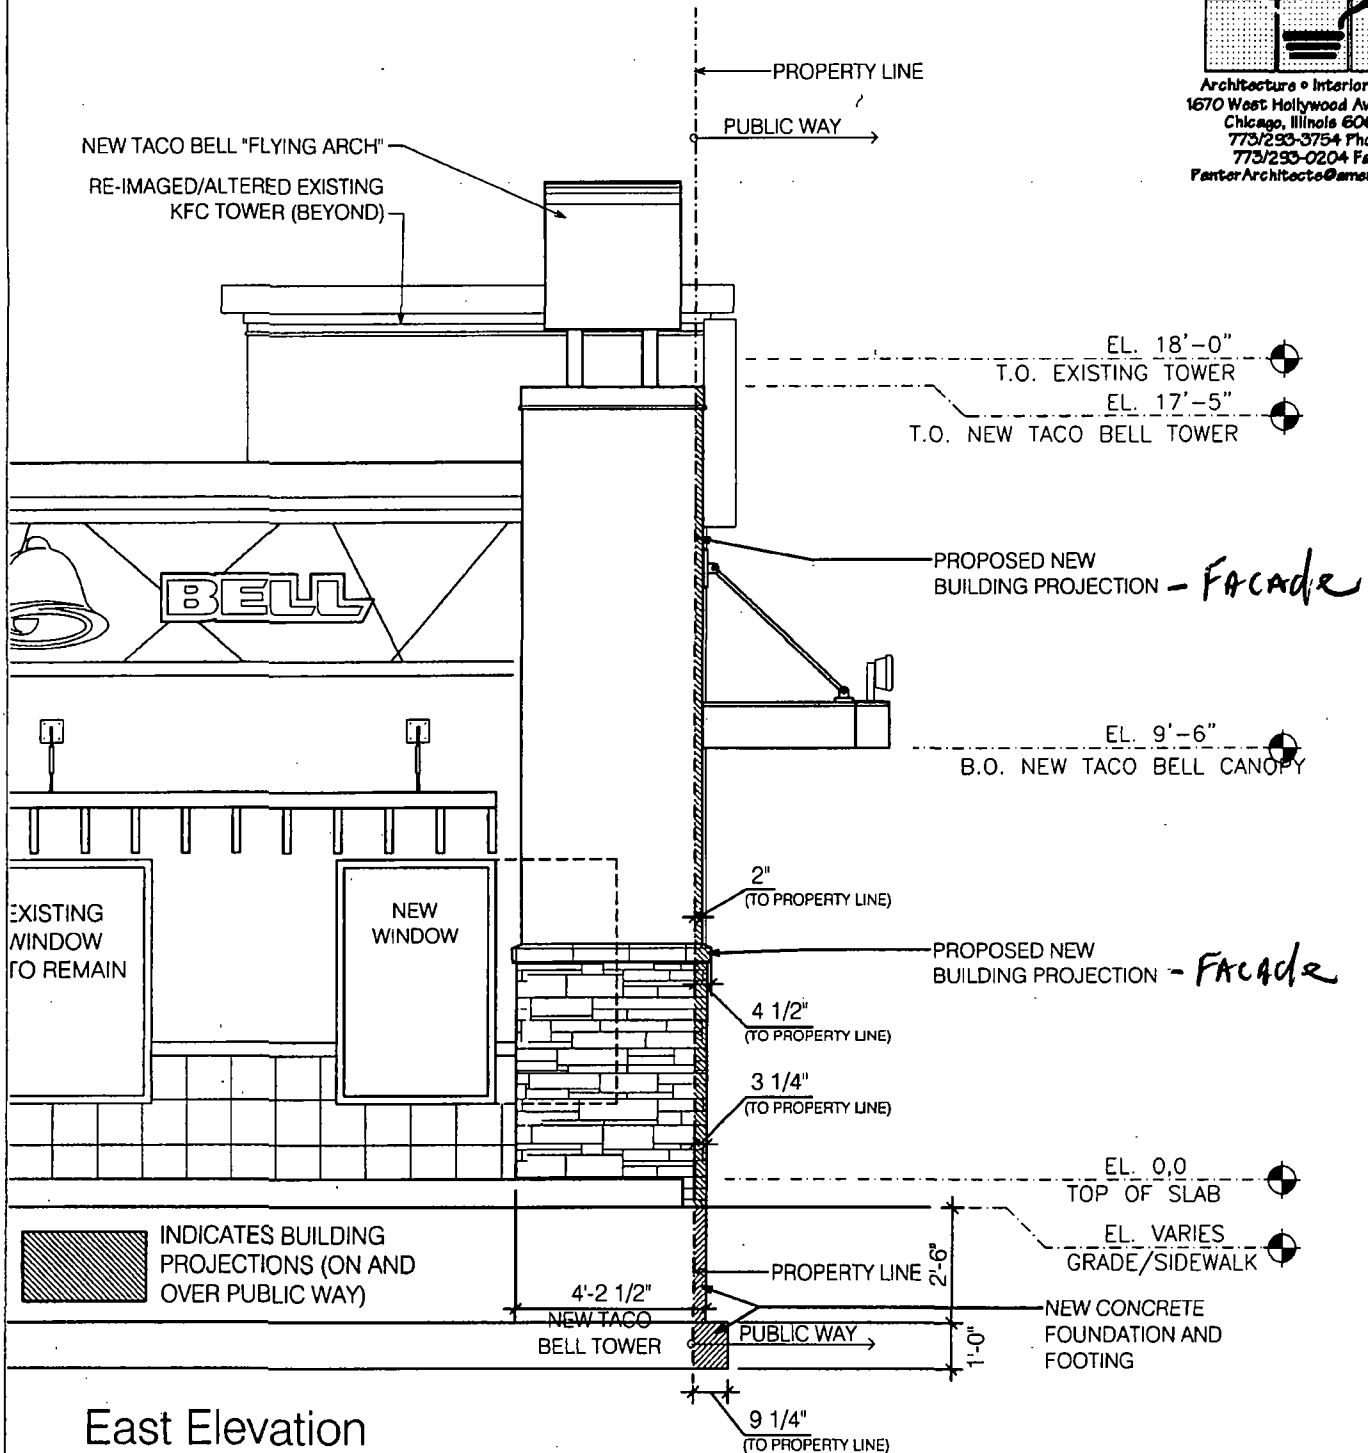 Architecture ∘ Interior
1670 West Hollywood Av
Chicago, Illinois 60
773/293-3754 Pho
773/293-0204 Fa
PROPERTY LINE
PUBLIC WAY
NEW TACO BELL "FLYING ARCH"
RE-IMAGED/ALTERED EXISTING
KFC TOWER (BEYOND)
EL. 18'-0"
T.O. EXISTING TOWER
EL. 17'-5"
T.O. NEW TACO BELL TOWER
PROPOSED NEW
BUILDING PROJECTION - FACAde
BELL
EL. 9'-6"
B.O. NEW TACO BELL CANOPY
2"
(TO PROPERTY LINE)
EXISTING
WINDOW
TO REMAIN
NEW
WINDOW
PROPOSED NEW
BUILDING PROJECTION - FACAde
4 1/2"
(TO PROPERTY LINE)
3 1/4"
(TO PROPERTY LINE)
EL. 0,0
TOP OF SLAB
EL. VARIES
GRADE/SIDEWALK
INDICATES BUILDING
PROJECTIONS (ON AND
OVER PUBLIC WAY)
4'-2 1/2"
NEW TACO
BELL TOWER
PROPERTY LINE
2'-6"
PUBLIC WAY
1'-0"
NEW CONCRETE
FOUNDATION AND
FOOTING
9 1/4"
(TO PROPERTY LINE)
East Elevation